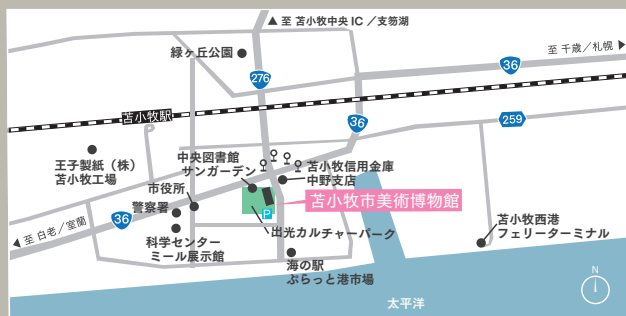 ▲ 至 苫小牧中央 IC ／支笏湖
緑ヶ丘公園
至 千歳／札幌 ▶
36
276
苫小牧駅
36
259
王子製紙（株）
苫小牧工場
中央図書館
サンガーデン
苫小牧信用金庫
中野支店
市役所
苫小牧市美術博物館
警察署
36
P
◀ 至 白老／室蘭
出光カルチャーパーク
苫小牧西港
フェリーターミナル
科学センター
ミール展示館
海の駅
ぷらっと港市場
N
太平洋